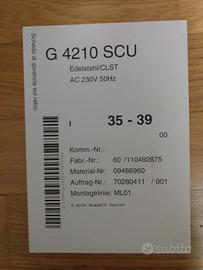 Scheda di garanzia sul retro
G 4210 SCU
Edelstahl/CLST
AC 230V 50Hz
I 35 - 39
00
Komm.-Nr.:
Fabr.-Nr.: 60 /110492875
Material-Nr.: 09486960
Auftrag-Nr.: 70280411 / 001
Montagelinie: ML01
subito